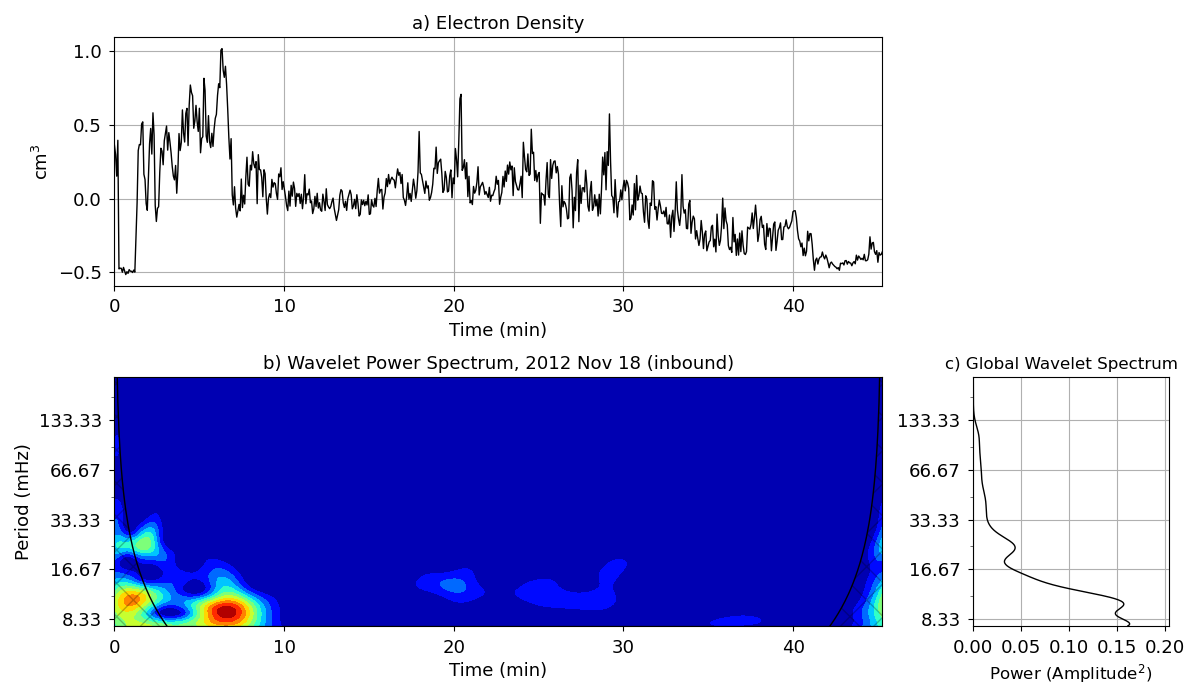 a) Electron Density
1.0
0.5
0.0
−0.5
cm³
0 10 20 30 40
Time (min)
b) Wavelet Power Spectrum, 2012 Nov 18 (inbound)
133.33
66.67
33.33
16.67
8.33
Period (mHz)
0 10 20 30 40
Time (min)
c) Global Wavelet Spectrum
133.33
66.67
33.33
16.67
8.33
0.00 0.05 0.10 0.15 0.20
Power (Amplitude²)